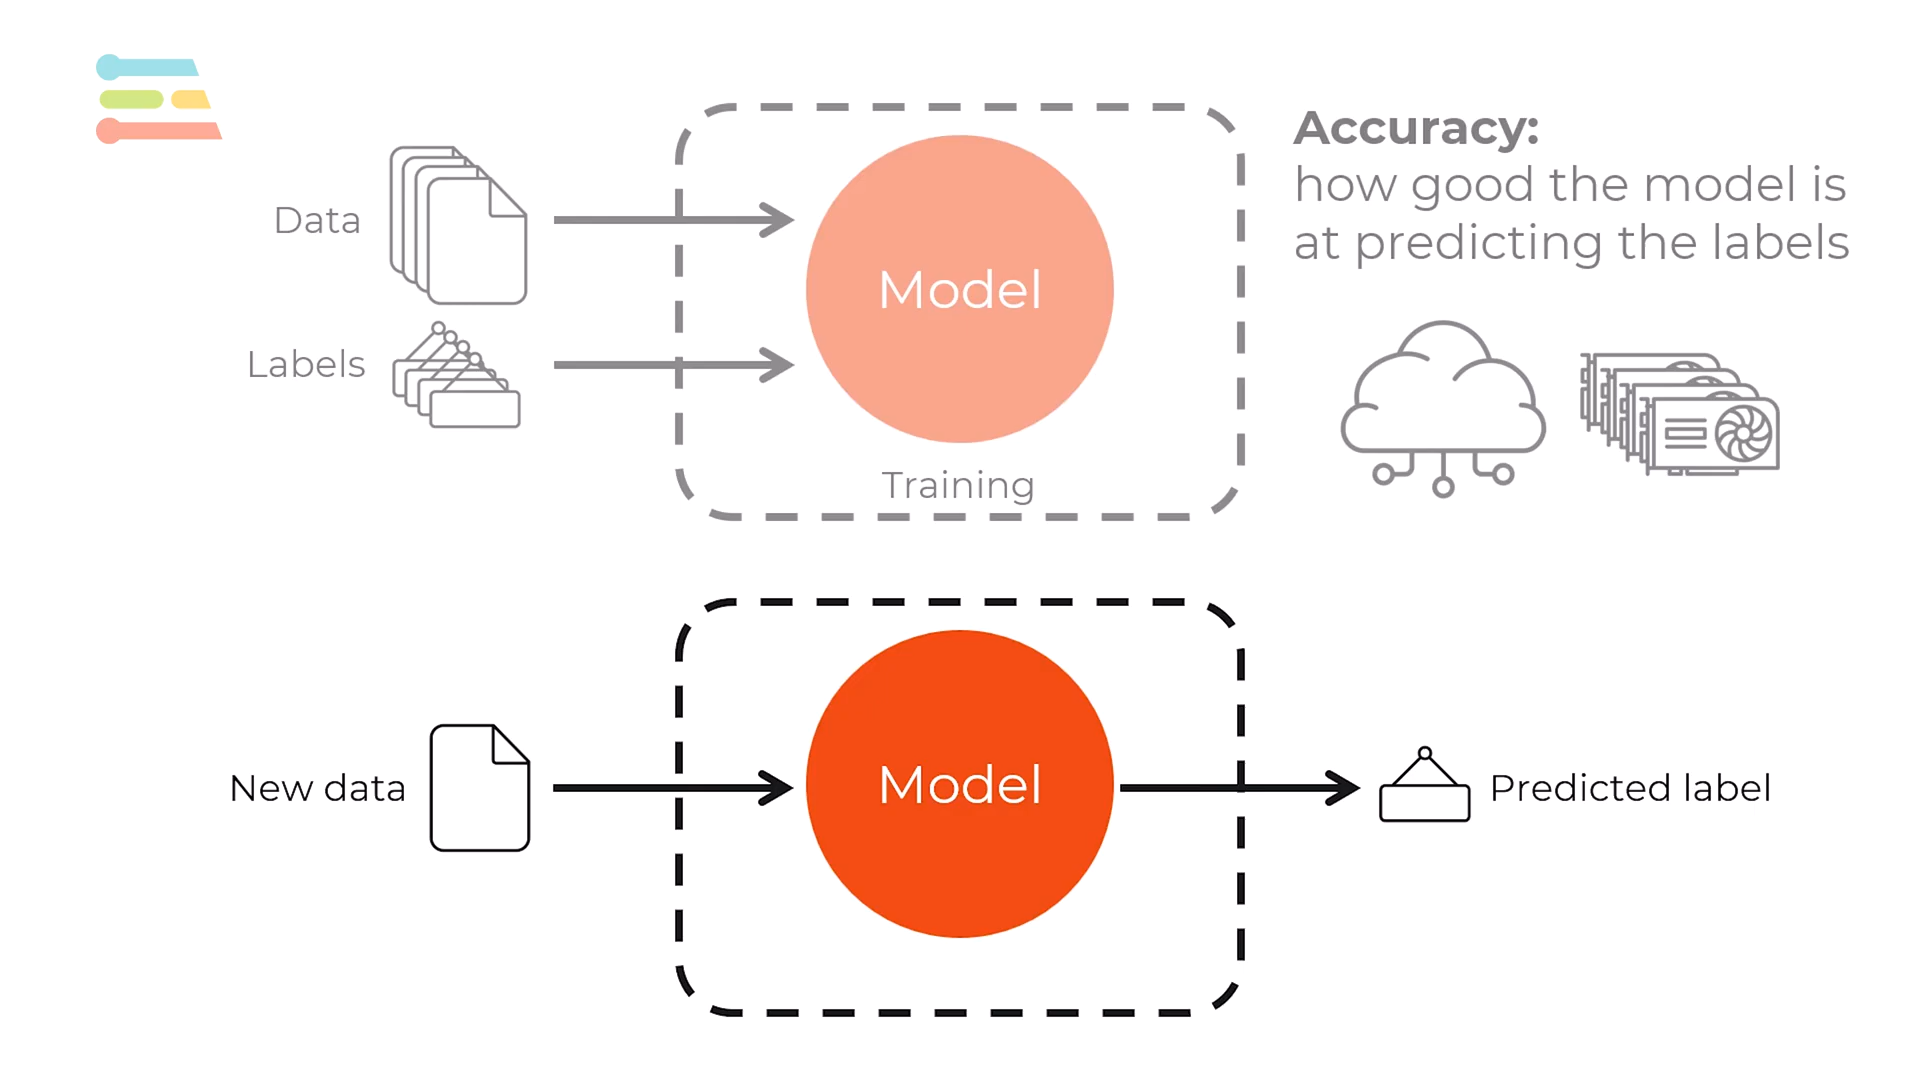 Data
Labels
Model
Training
Accuracy:
how good the model is
at predicting the labels
New data
Model
Predicted label